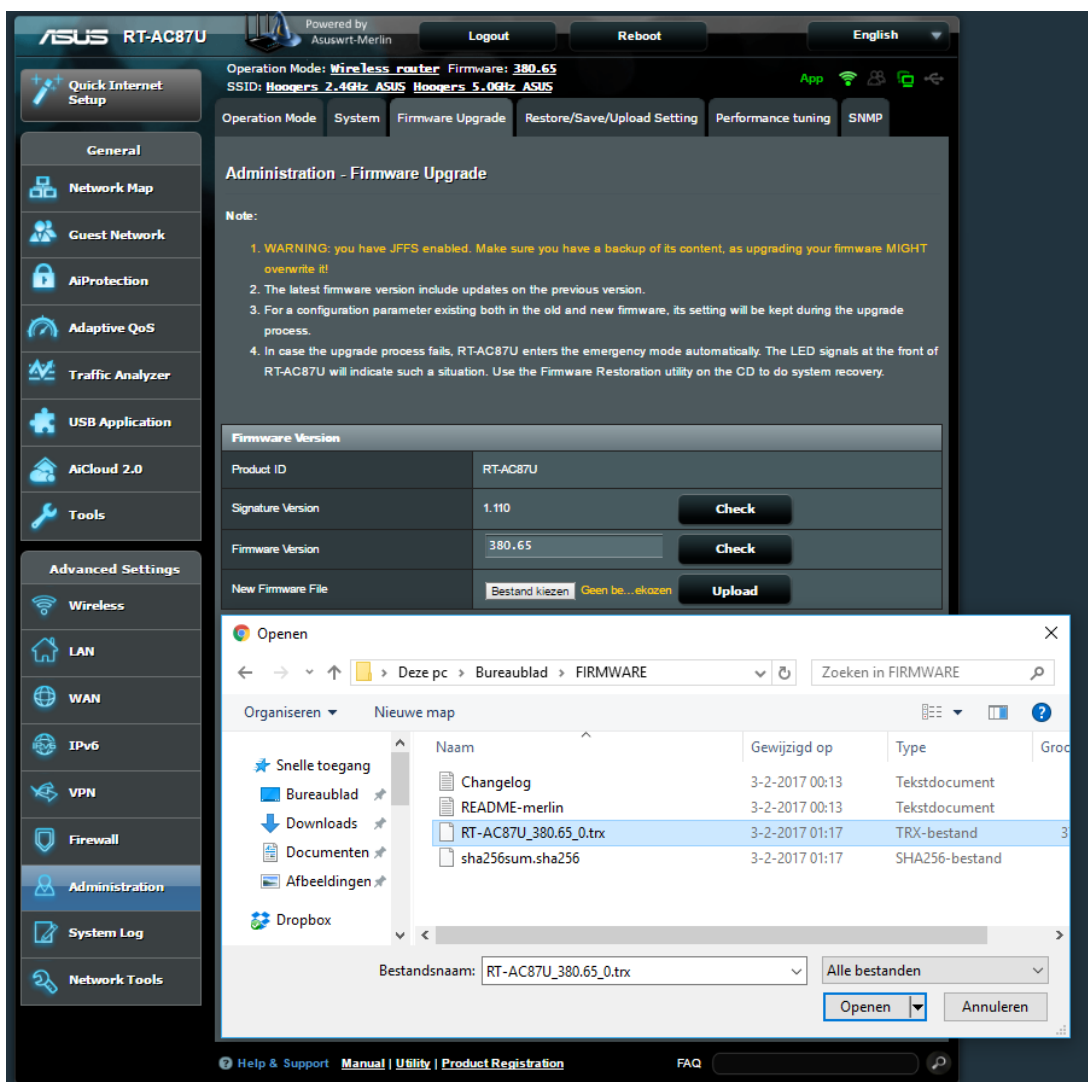 ASUS RT-AC87U
Powered by
Asuswrt-Merlin
Logout
Reboot
English
Quick Internet
Setup
Operation Mode: Wireless router Firmware: 380.65
SSID: Hoogers 2.4GHz ASUS Hoogers 5.0GHz ASUS
App
Operation Mode
System
Firmware Upgrade
Restore/Save/Upload Setting
Performance tuning
SNMP
General
Network Map
Guest Network
AiProtection
Adaptive QoS
Traffic Analyzer
USB Application
AiCloud 2.0
Tools
Advanced Settings
Wireless
LAN
WAN
IPv6
VPN
Firewall
Administration
System Log
Network Tools
Administration - Firmware Upgrade
Note:
1. WARNING: you have JFFS enabled. Make sure you have a backup of its content, as upgrading your firmware MIGHT
overwrite it!
2. The latest firmware version include updates on the previous version.
3. For a configuration parameter existing both in the old and new firmware, its setting will be kept during the upgrade
process.
4. In case the upgrade process fails, RT-AC87U enters the emergency mode automatically. The LED signals at the front of
RT-AC87U will indicate such a situation. Use the Firmware Restoration utility on the CD to do system recovery.
Firmware Version
Product ID RT-AC87U
Signature Version 1.110 Check
Firmware Version 380.65 Check
New Firmware File Bestand kiezen Geen be...ekozen Upload
Openen
Deze pc > Bureaublad > FIRMWARE
Zoeken in FIRMWARE
Organiseren
Nieuwe map
Snelle toegang
Bureaublad
Downloads
Documenten
Afbeeldingen
Dropbox
Naam Gewijzigd op Type Groo
Changelog 3-2-2017 00:13 Tekstdocument
README-merlin 3-2-2017 00:13 Tekstdocument
RT-AC87U_380.65_0.trx 3-2-2017 01:17 TRX-bestand 3
sha256sum.sha256 3-2-2017 01:17 SHA256-bestand
Bestandsnaam: RT-AC87U_380.65_0.trx
Alle bestanden
Openen
Annuleren
Help & Support Manual | Utility | Product Registration
FAQ